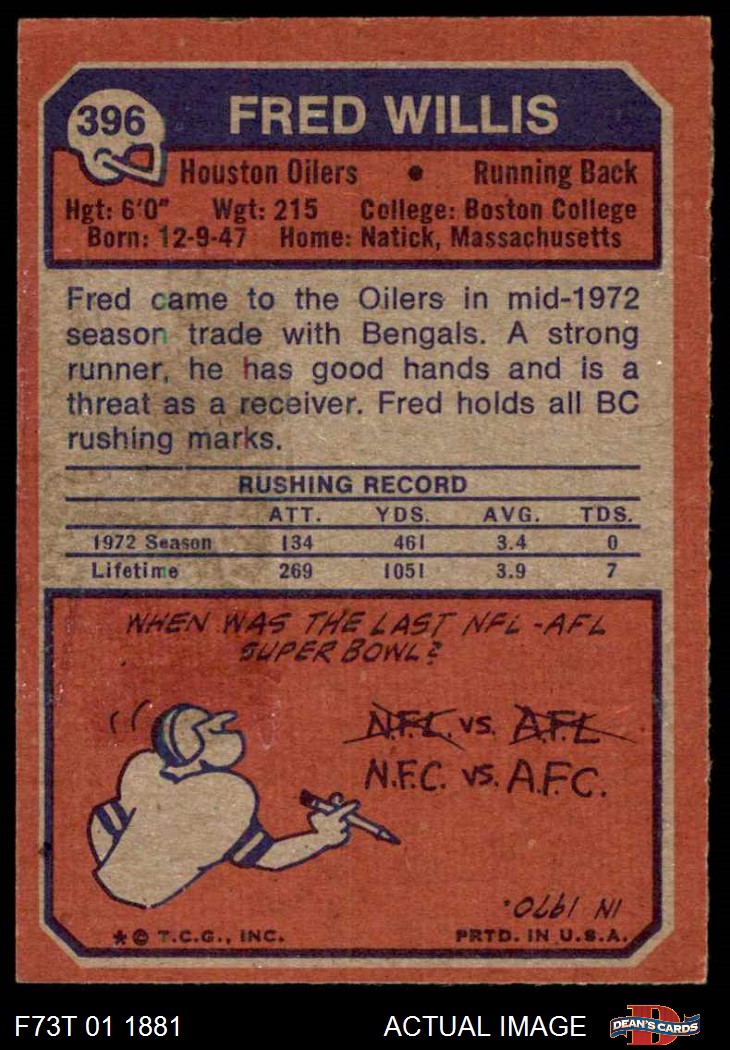 396
FRED WILLIS
Houston Oilers • Running Back
Hgt: 6'0" Wgt: 215 College: Boston College
Born: 12-9-47 Home: Natick, Massachusetts
Fred came to the Oilers in mid-1972
season trade with Bengals. A strong
runner, he has good hands and is a
threat as a receiver. Fred holds all BC
rushing marks.
RUSHING RECORD
ATT. YDS. AVG. TDS.
1972 Season 134 461 3.4 0
Lifetime 269 1051 3.9 7
WHEN WAS THE LAST NFL-AFL
SUPER BOWL?
N.F.L. vs. A.F.L
N.F.C. vs. A.F.C.
IN 1970.
* © T.C.G., INC. PRTD. IN U.S.A.
F73T 01 1881 ACTUAL IMAGE D DEAN'S CARDS